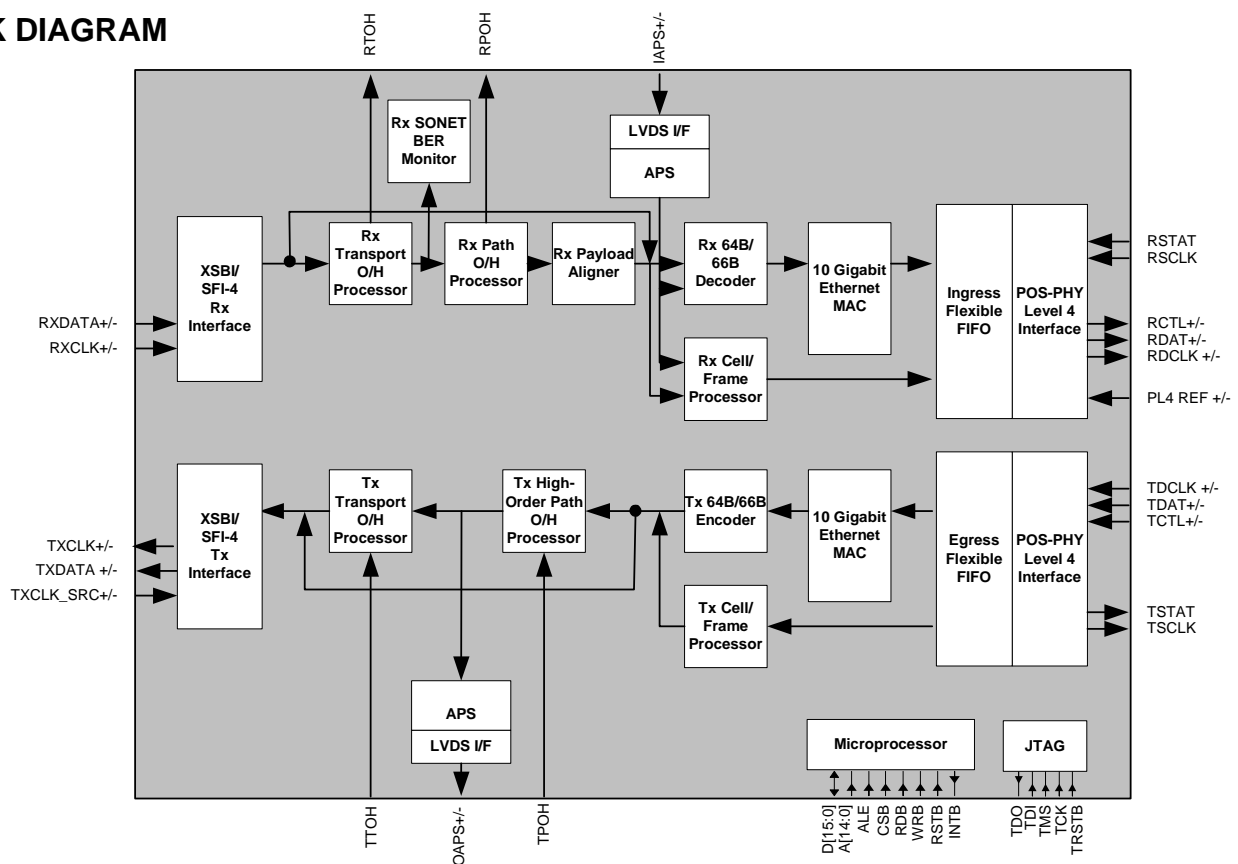 K DIAGRAM
RTOH
RPOH
IAPS+/-
Rx SONET
BER
Monitor
LVDS I/F
APS
XSBI/
SFI-4
Rx
Interface
Rx
Transport
O/H
Processor
Rx Path
O/H
Processor
Rx Payload
Aligner
Rx 64B/
66B
Decoder
10 Gigabit
Ethernet
MAC
Ingress
Flexible
FIFO
POS-PHY
Level 4
Interface
Rx Cell/
Frame
Processor
RXDATA+/-
RXCLK+/-
RSTAT
RSCLK
RCTL+/-
RDAT+/-
RDCLK +/-
PL4 REF +/-
XSBI/
SFI-4
Tx
Interface
Tx
Transport
O/H
Processor
Tx High-
Order Path
O/H
Processor
Tx 64B/66B
Encoder
10 Gigabit
Ethernet
MAC
Egress
Flexible
FIFO
POS-PHY
Level 4
Interface
Tx Cell/
Frame
Processor
TXCLK+/-
TXDATA +/-
TXCLK_SRC+/-
TDCLK +/-
TDAT+/-
TCTL+/-
TSTAT
TSCLK
APS
LVDS I/F
Microprocessor
JTAG
TTOH
OAPS+/-
TPOH
D[15:0]
A[14:0]
ALE
CSB
RDB
WRB
RSTB
INTB
TDO
TDI
TMS
TCK
TRSTB